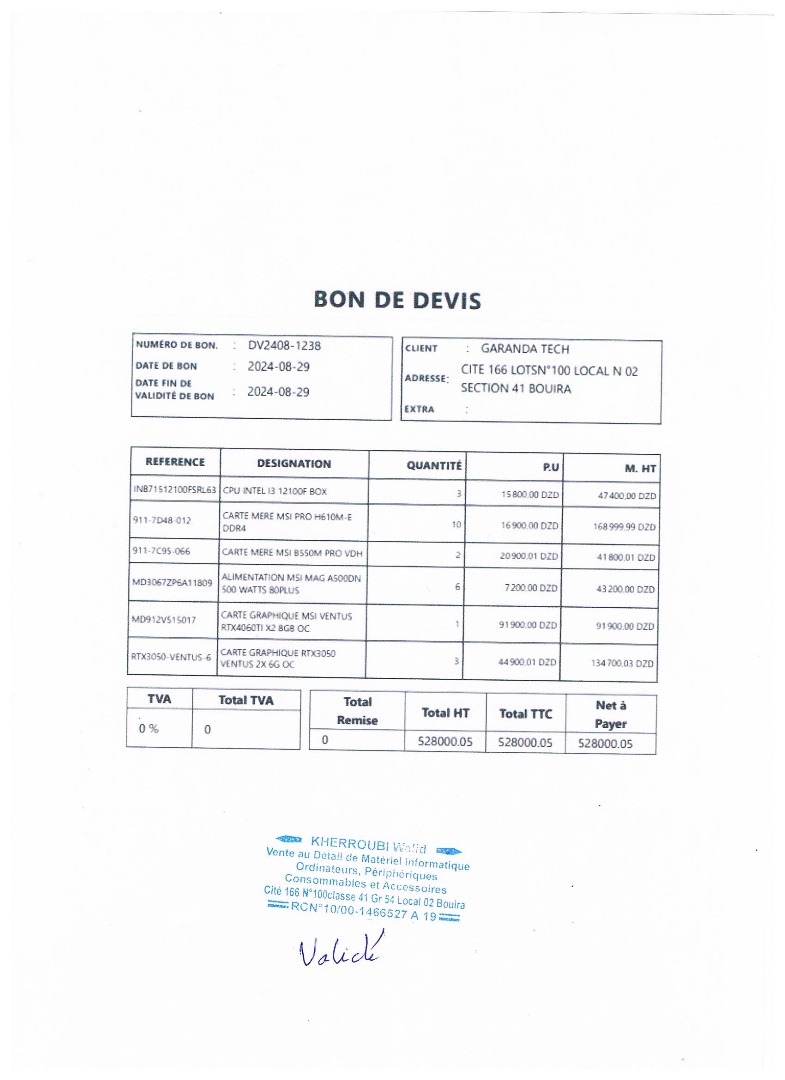 BON DE DEVIS
NUMÉRO DE BON. : DV2408-1238
DATE DE BON : 2024-08-29
DATE FIN DE
VALIDITÉ DE BON : 2024-08-29
CLIENT : GARANDA TECH
ADRESSE: CITE 166 LOTSN°100 LOCAL N 02
SECTION 41 BOUIRA
EXTRA :
REFERENCE DESIGNATION QUANTITÉ P.U M. HT
INB71512100FSRL63 CPU INTEL I3 12100F BOX 3 15 800.00 DZD 47 400.00 DZD
911-7D48-012 CARTE MERE MSI PRO H610M-E
DDR4 10 16 900.00 DZD 168 999.99 DZD
911-7C95-066 CARTE MERE MSI B550M PRO VDH 2 20 900.01 DZD 41 800.01 DZD
MD3067ZP6A11809 ALIMENTATION MSI MAG A500DN
500 WATTS 80PLUS 6 7 200.00 DZD 43 200.00 DZD
MD912VS15017 CARTE GRAPHIQUE MSI VENTUS
RTX4060TI X2 8GB OC 1 91 900.00 DZD 91 900.00 DZD
RTX3050-VENTUS-6 CARTE GRAPHIQUE RTX3050
VENTUS 2X 6G OC 3 44 900.01 DZD 134 700.03 DZD
TVA Total TVA
0 % 0
Total
Remise Total HT Total TTC Net à
Payer
0 528000.05 528000.05 528000.05
KHERROUBI Walid
Vente au Détail de Matériel Informatique
Ordinateurs, Périphériques
Consommables et Accessoires
Cité 166 N°100classe 41 Gr 54 Local 02 Bouira
RCN°10/00-1466527 A 19
Validé